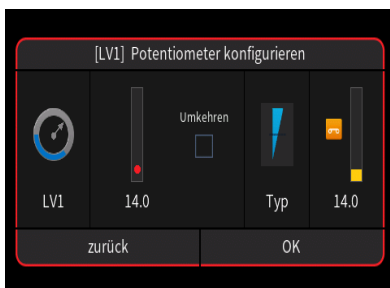 [LV1] Potentiometer konfigurieren
Umkehren
LV1 14.0 Typ 14.0
zurück OK